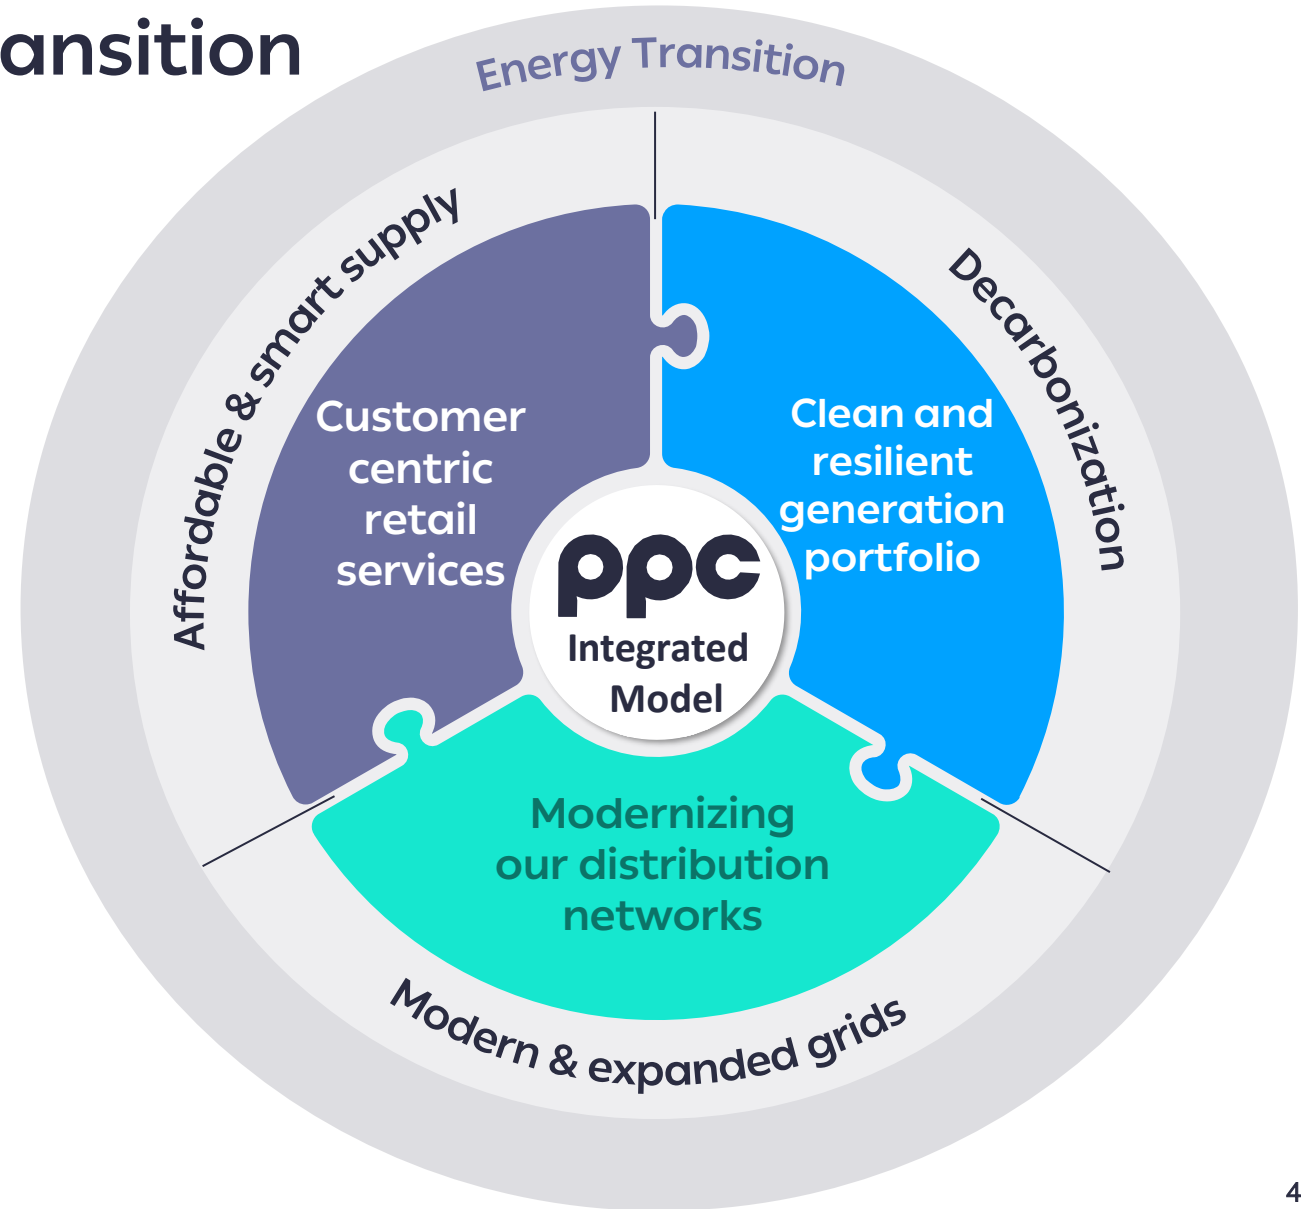 ansition
Energy Transition
Affordable & smart supply
Decarbonization
Customer
centric
retail
services
Clean and
resilient
generation
portfolio
ppc
Integrated
Model
Modernizing
our distribution
networks
Modern & expanded grids
4